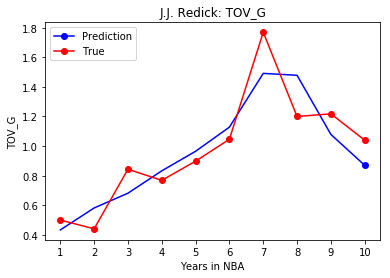 J.J. Redick: TOV_G
Prediction
True
TOV_G
1.8
1.6
1.4
1.2
1.0
0.8
0.6
0.4
1 2 3 4 5 6 7 8 9 10
Years in NBA